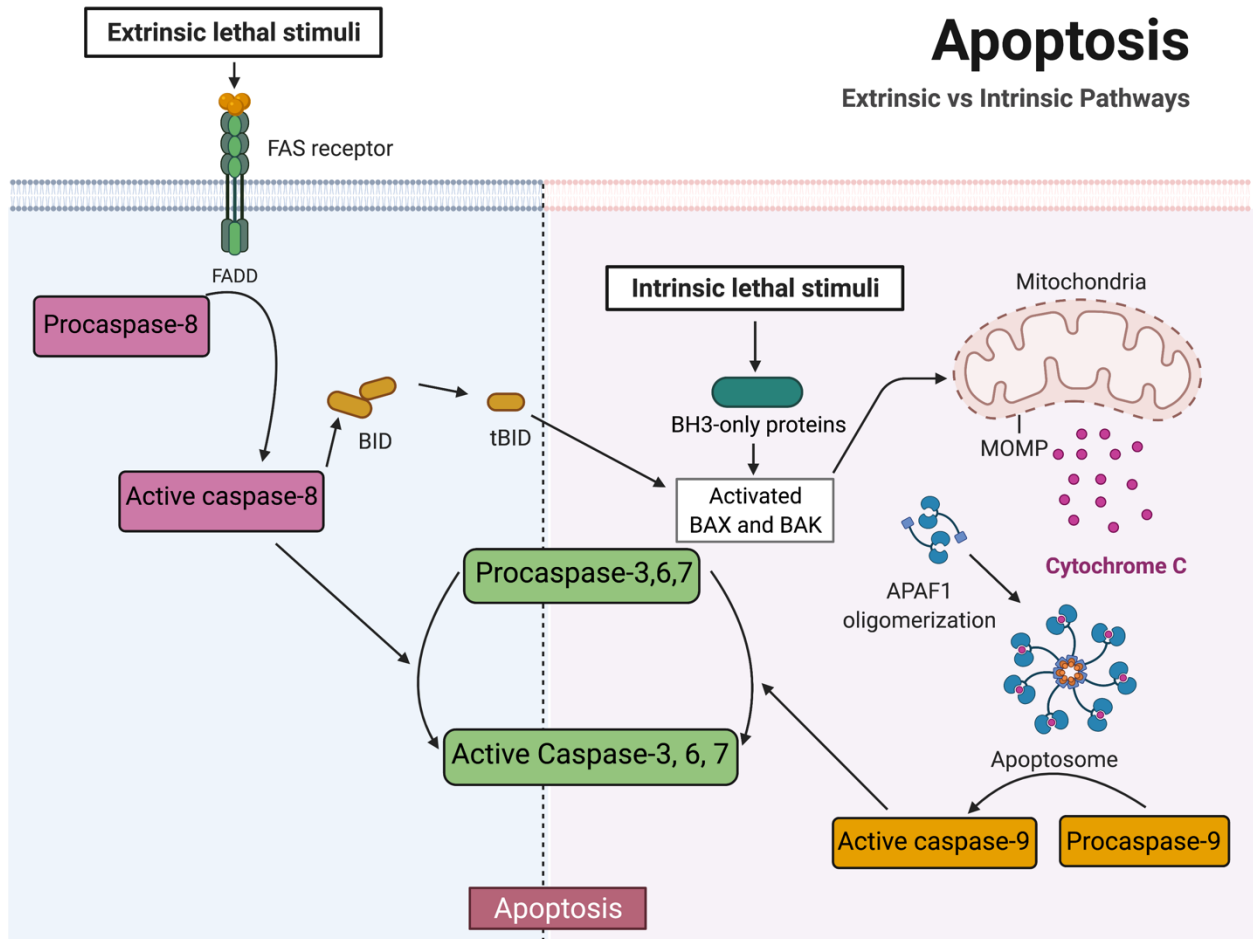 Extrinsic lethal stimuli
Apoptosis
Extrinsic vs Intrinsic Pathways
FAS receptor
FADD
Procaspase-8
Intrinsic lethal stimuli
Mitochondria
BH3-only proteins
BID
tBID
MOMP
Active caspase-8
Activated
BAX and BAK
Cytochrome C
Procaspase-3,6,7
APAF1
oligomerization
Active Caspase-3, 6, 7
Apoptosome
Active caspase-9
Procaspase-9
Apoptosis